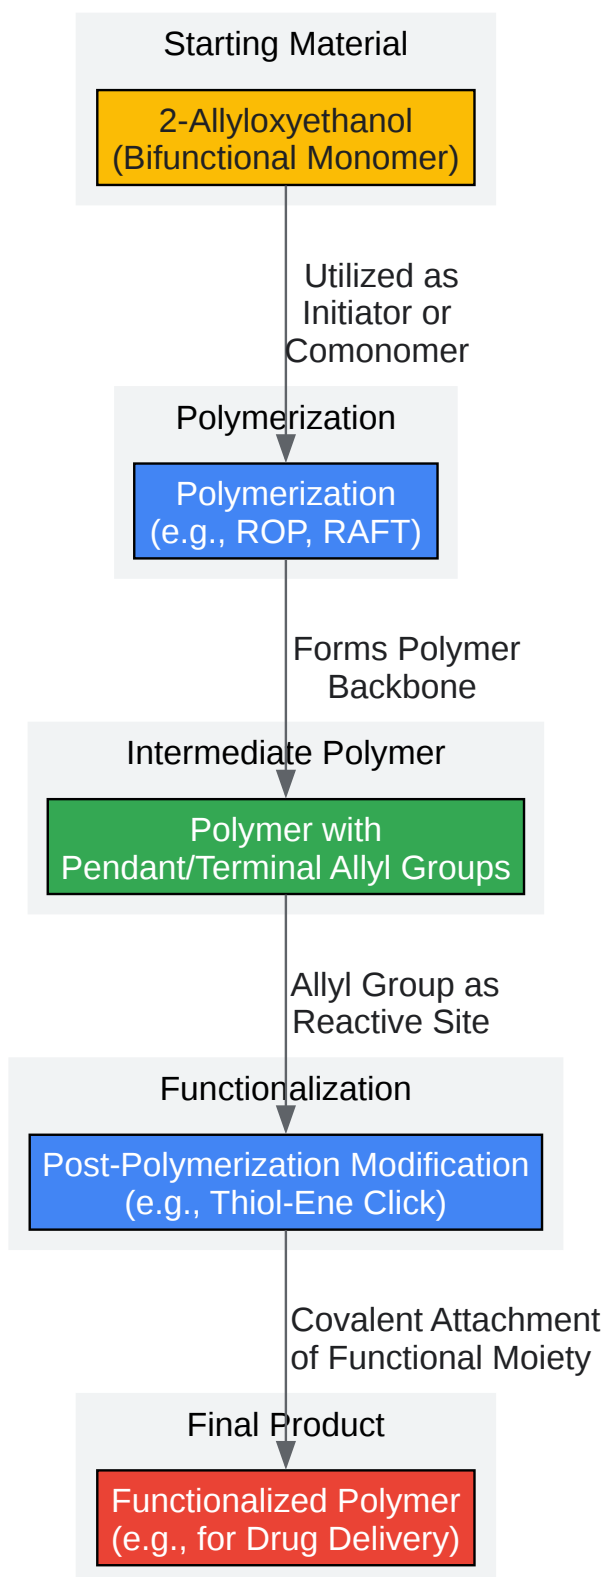 Starting Material
2-Allyloxyethanol
(Bifunctional Monomer)
Utilized as
Initiator or
Comonomer
Polymerization
Polymerization
(e.g., ROP, RAFT)
Forms Polymer
Backbone
Intermediate Polymer
Polymer with
Pendant/Terminal Allyl Groups
Allyl Group as
Reactive Site
Functionalization
Post-Polymerization Modification
(e.g., Thiol-Ene Click)
Covalent Attachment
of Functional Moiety
Final Product
Functionalized Polymer
(e.g., for Drug Delivery)